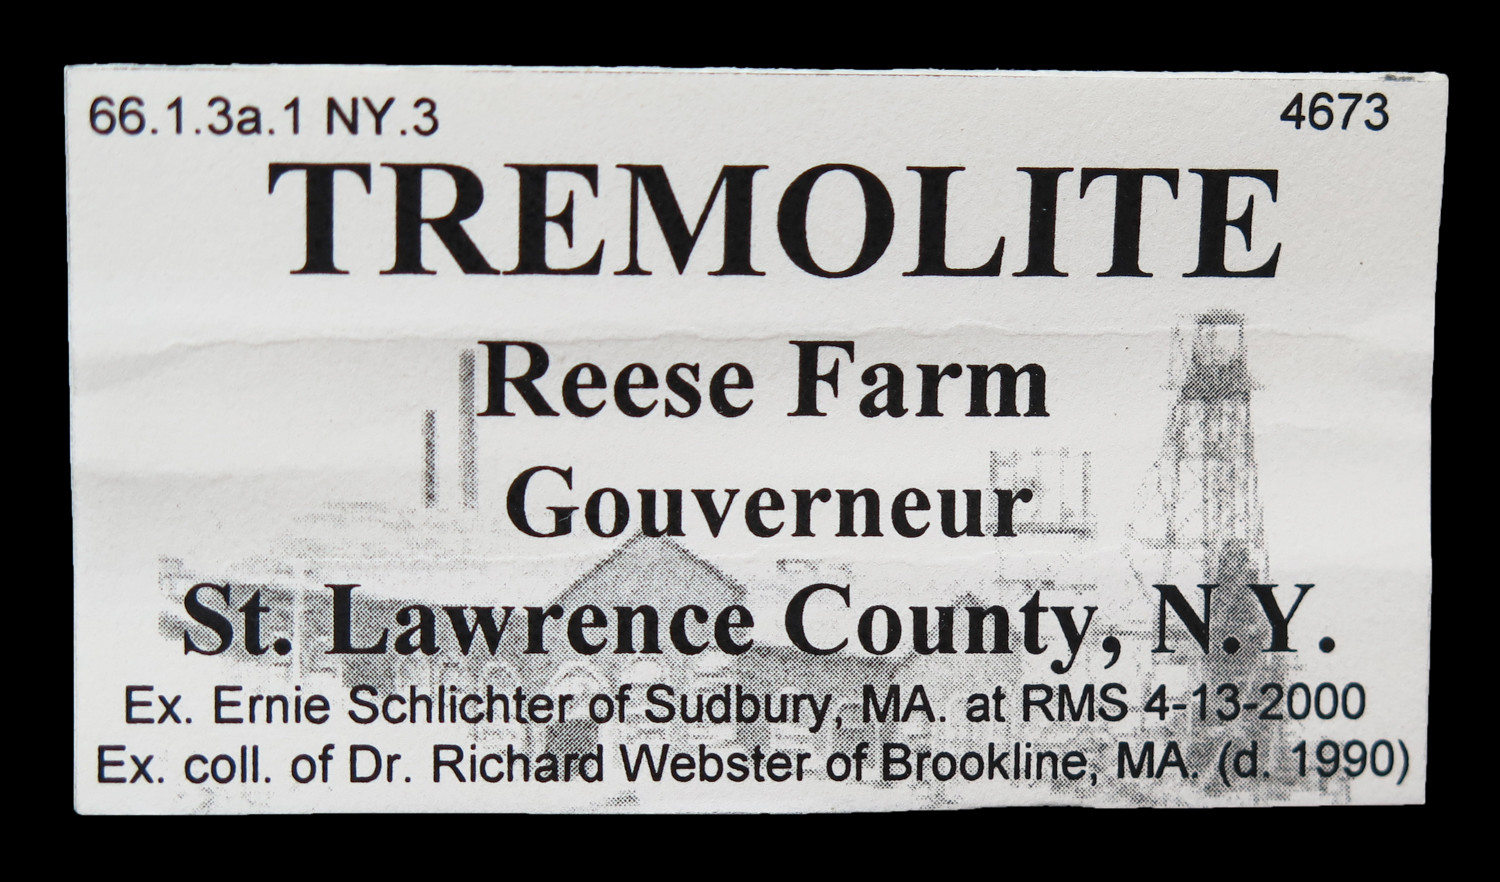 66.1.3a.1 NY.3 4673
TREMOLITE
Reese Farm
Gouverneur
St. Lawrence County, N.Y.
Ex. Ernie Schlichter of Sudbury, MA. at RMS 4-13-2000
Ex. coll. of Dr. Richard Webster of Brookline, MA. (d. 1990)